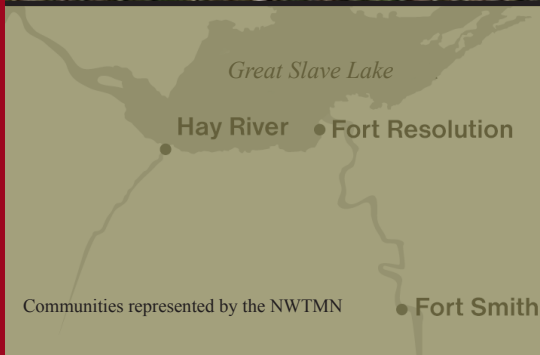 Great Slave Lake
Hay River
Fort Resolution
Communities represented by the NWTMN
Fort Smith